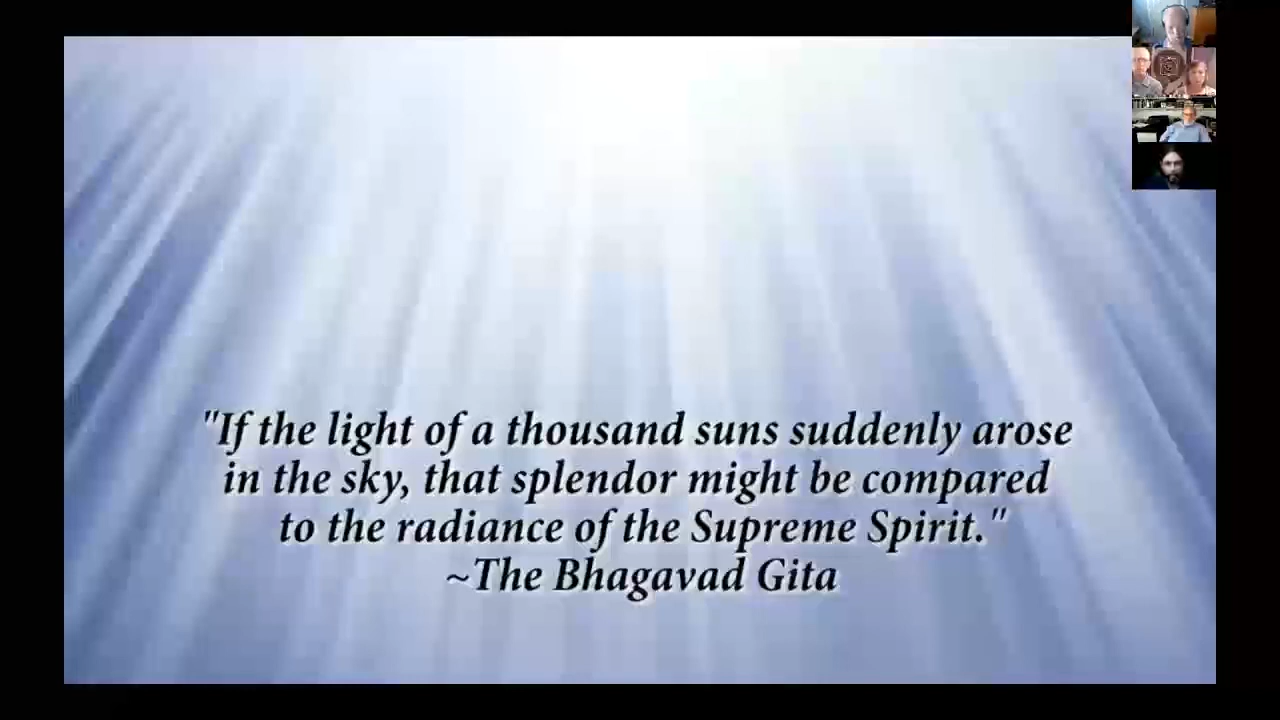 "If the light of a thousand suns suddenly arose
in the sky, that splendor might be compared
to the radiance of the Supreme Spirit."
~The Bhagavad Gita